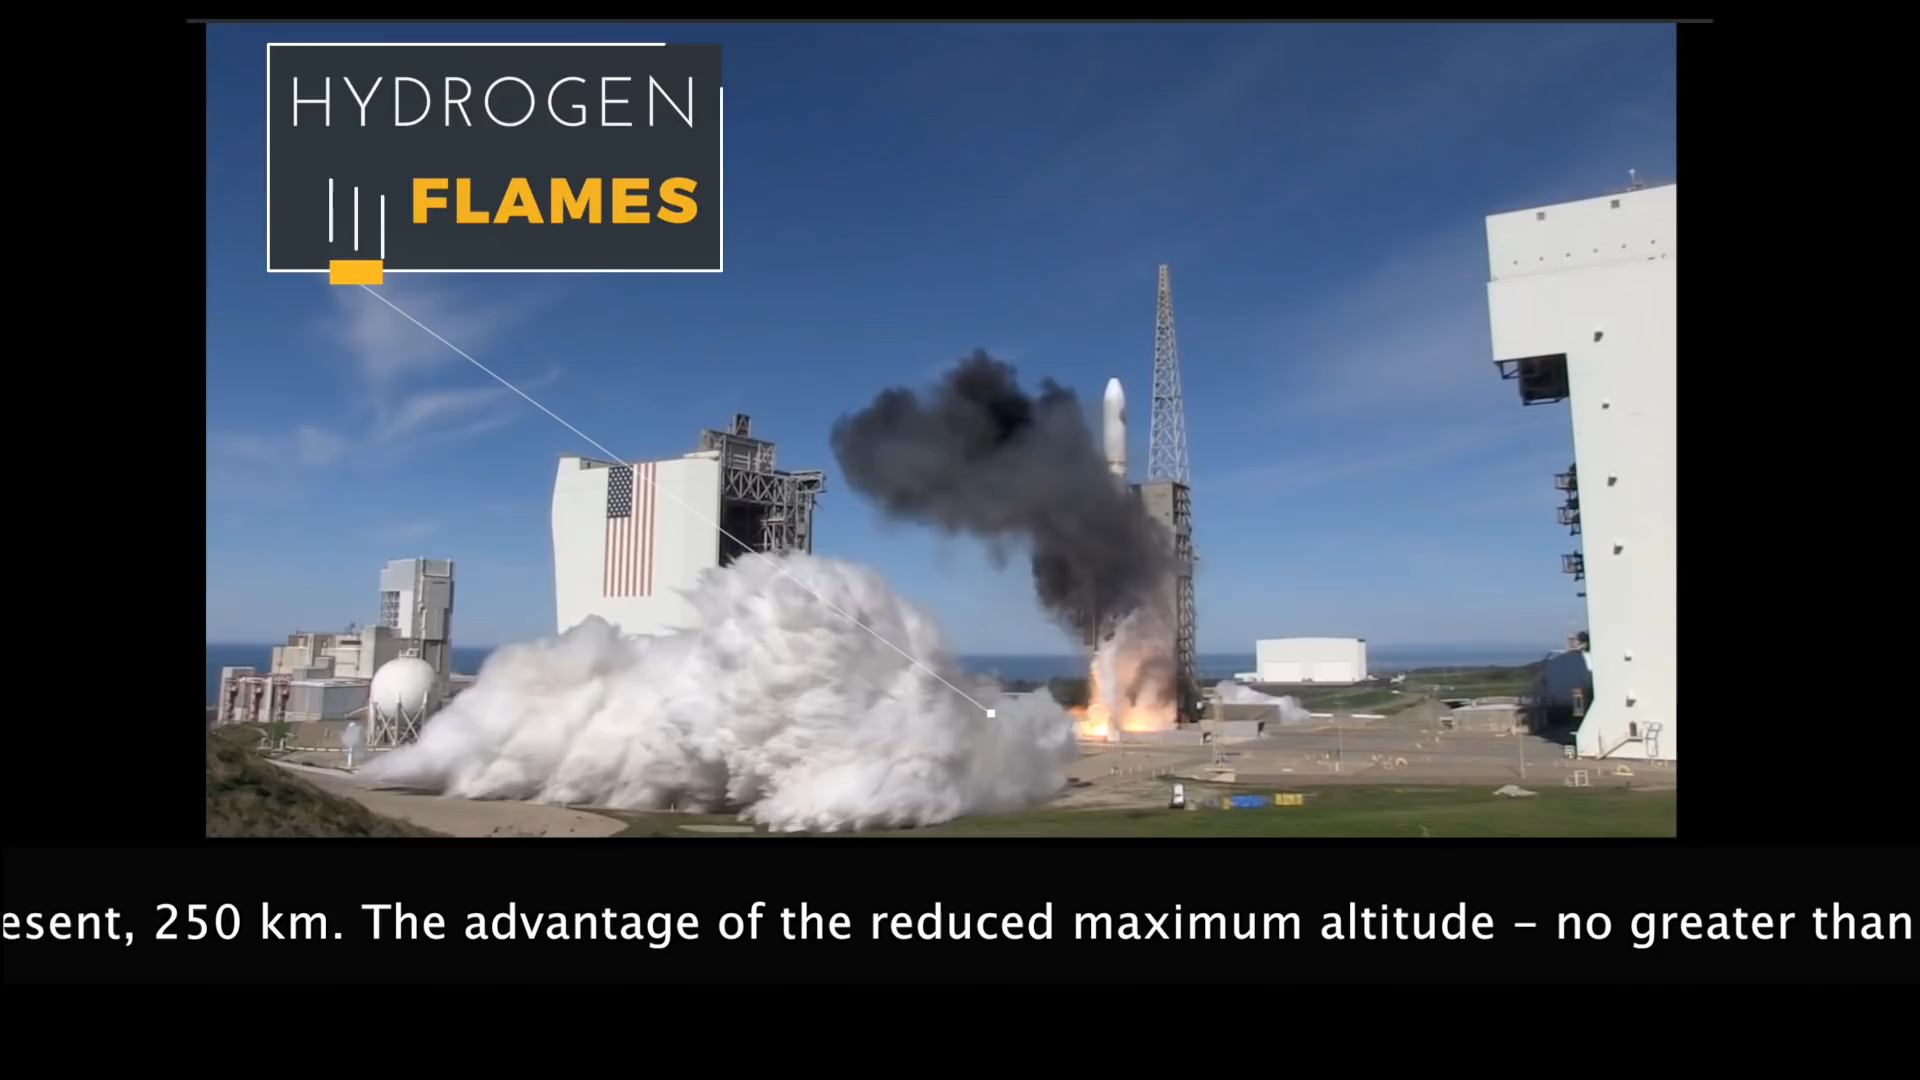 HYDROGEN
FLAMES
esent, 250 km. The advantage of the reduced maximum altitude – no greater than